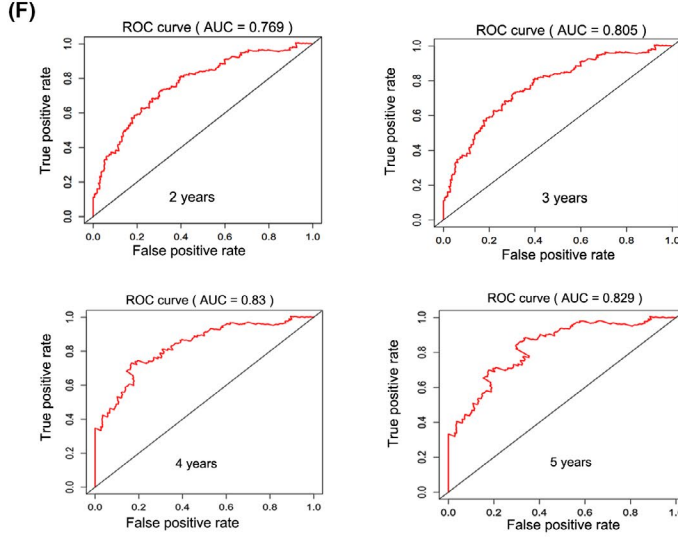 (F)
ROC curve ( AUC = 0.769 )
True positive rate
0.0 0.2 0.4 0.6 0.8 1.0
2 years
0.0 0.2 0.4 0.6 0.8 1.0
False positive rate
ROC curve ( AUC = 0.805 )
True positive rate
0.0 0.2 0.4 0.6 0.8 1.0
3 years
0.0 0.2 0.4 0.6 0.8 1.0
False positive rate
ROC curve ( AUC = 0.83 )
True positive rate
0.0 0.2 0.4 0.6 0.8 1.0
4 years
0.0 0.2 0.4 0.6 0.8 1.0
False positive rate
ROC curve ( AUC = 0.829 )
True positive rate
0.0 0.2 0.4 0.6 0.8 1.0
5 years
0.0 0.2 0.4 0.6 0.8 1.0
False positive rate